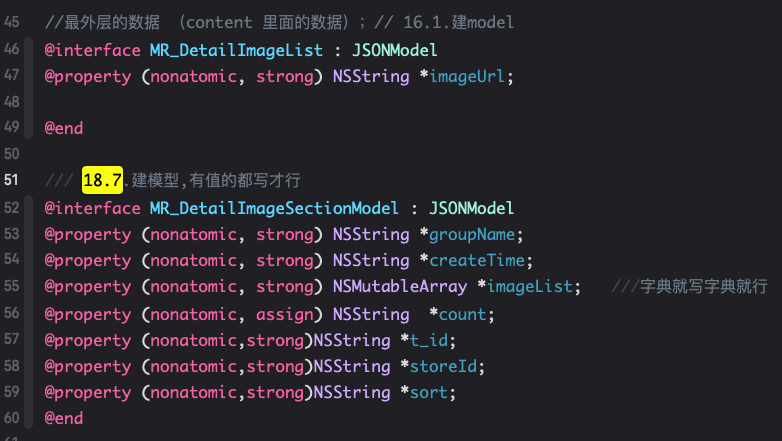 45 //最外层的数据 （content 里面的数据）；// 16.1.建model
46 @interface MR_DetailImageList : JSONModel
47 @property (nonatomic, strong) NSString *imageUrl;
48
49 @end
50
51 /// 18.7.建模型,有值的都写才行
52 @interface MR_DetailImageSectionModel : JSONModel
53 @property (nonatomic, strong) NSString *groupName;
54 @property (nonatomic, strong) NSString *createTime;
55 @property (nonatomic, strong) NSMutableArray *imageList; ///字典就写字典就行
56 @property (nonatomic, assign) NSString  *count;
57 @property (nonatomic,strong)NSString *t_id;
58 @property (nonatomic,strong)NSString *storeId;
59 @property (nonatomic,strong)NSString *sort;
60 @end